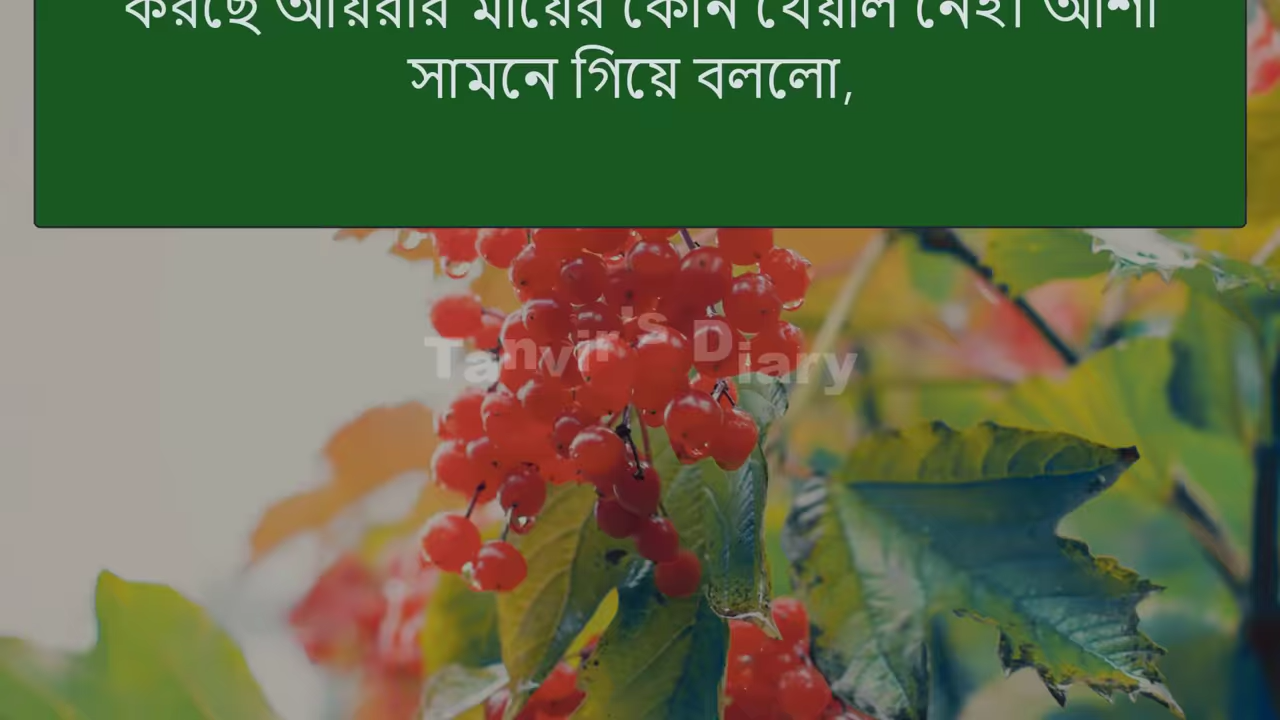 করছে আয়রার মায়ের কোন খেয়াল নেই। আশা
সামনে গিয়ে বললো,
Tanvir's Diary